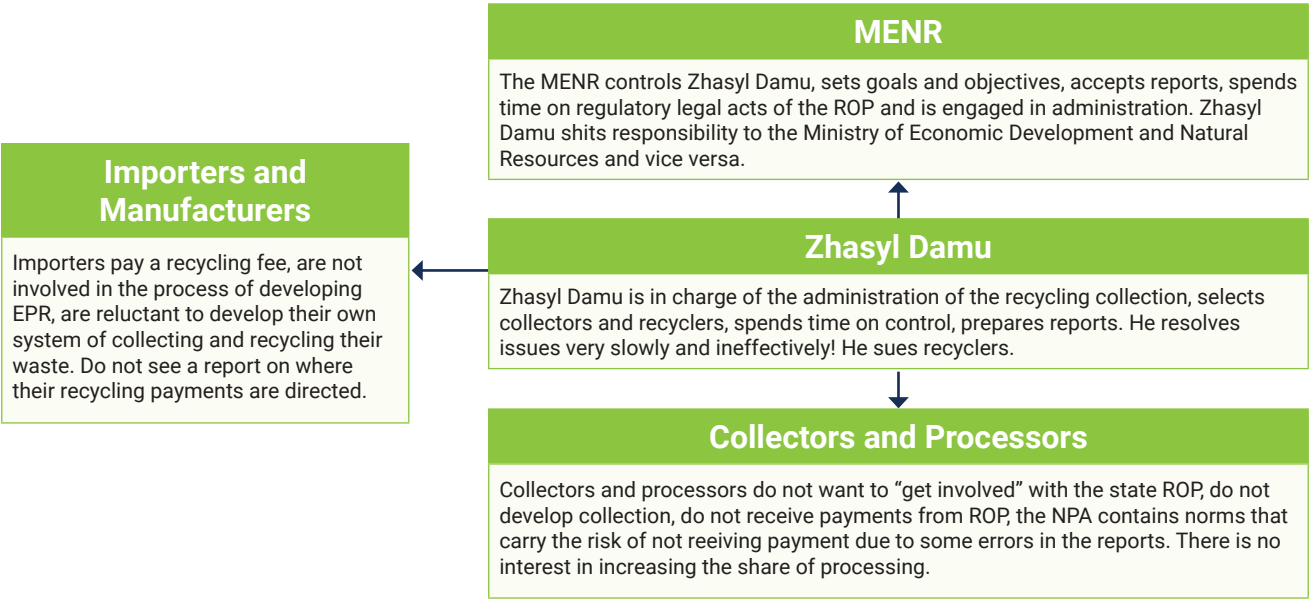 MENR
The MENR controls Zhasyl Damu, sets goals and objectives, accepts reports, spends
time on regulatory legal acts of the ROP and is engaged in administration. Zhasyl
Damu shits responsibility to the Ministry of Economic Development and Natural
Resources and vice versa.
Importers and
Manufacturers
Importers pay a recycling fee, are not
involved in the process of developing
EPR, are reluctant to develop their own
system of collecting and recycling their
waste. Do not see a report on where
their recycling payments are directed.
Zhasyl Damu
Zhasyl Damu is in charge of the administration of the recycling collection, selects
collectors and recyclers, spends time on control, prepares reports. He resolves
issues very slowly and ineffectively! He sues recyclers.
Collectors and Processors
Collectors and processors do not want to “get involved” with the state ROP, do not
develop collection, do not receive payments from ROP, the NPA contains norms that
carry the risk of not reeiving payment due to some errors in the reports. There is no
interest in increasing the share of processing.